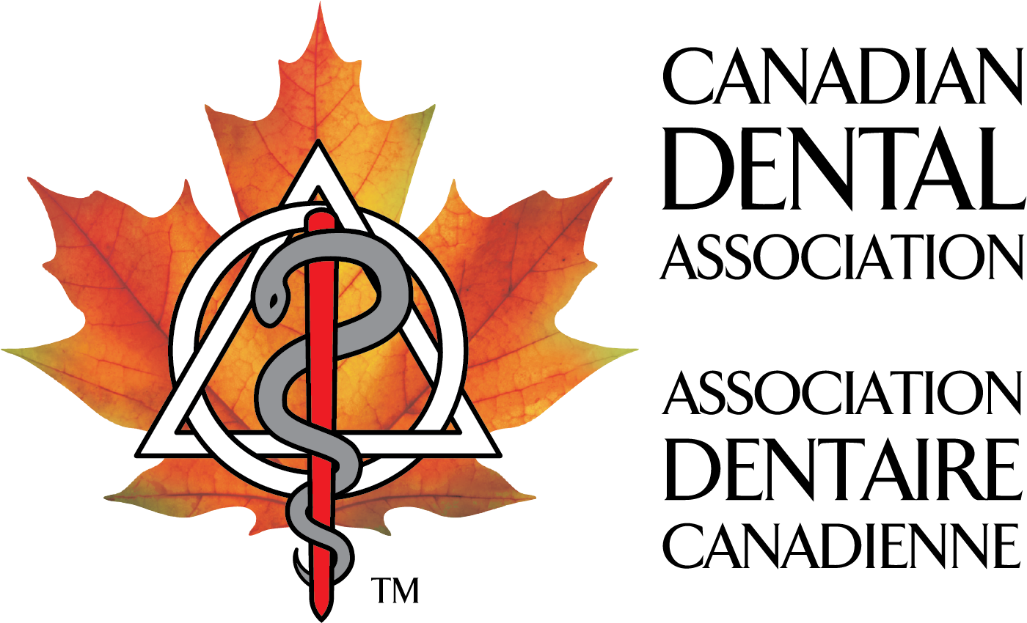 CANADIAN
DENTAL
ASSOCIATION
ASSOCIATION
DENTAIRE
CANADIENNE
TM